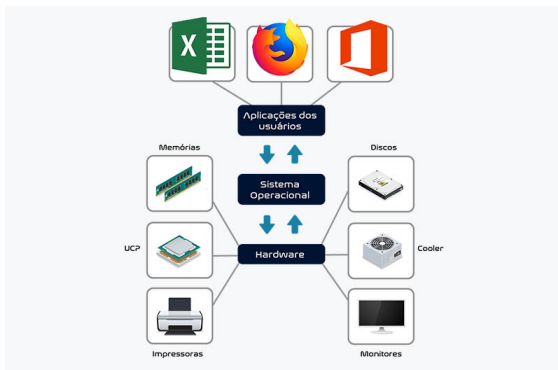 X
Aplicações dos
usuários
Memórias
Discos
Sistema
Operacional
UCP
Hardware
Cooler
Impressoras
Monitores